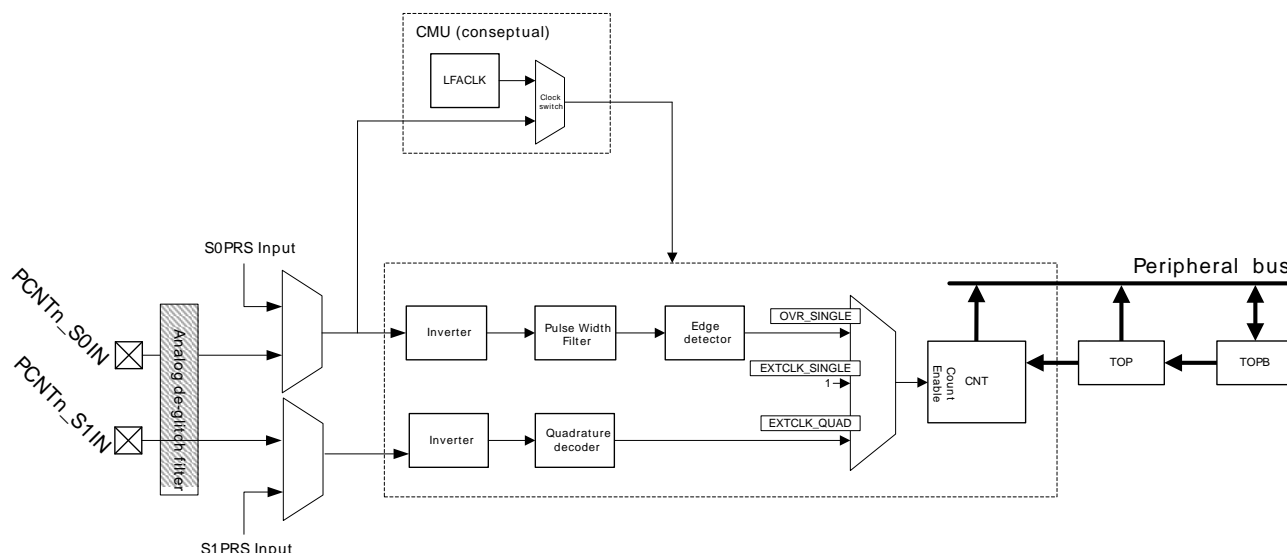 CMU (conseptual)
LFACLK
Clock
switch
S0PRS Input
PCNTn_S0IN
PCNTn_S1IN
Analog de-glitch filter
S1PRS Input
Inverter
Pulse Width
Filter
Edge
detector
Inverter
Quadrature
decoder
OVR_SINGLE
EXTCLK_SINGLE
1
EXTCLK_QUAD
Count
Enable
CNT
Peripheral bus
TOP
TOPB